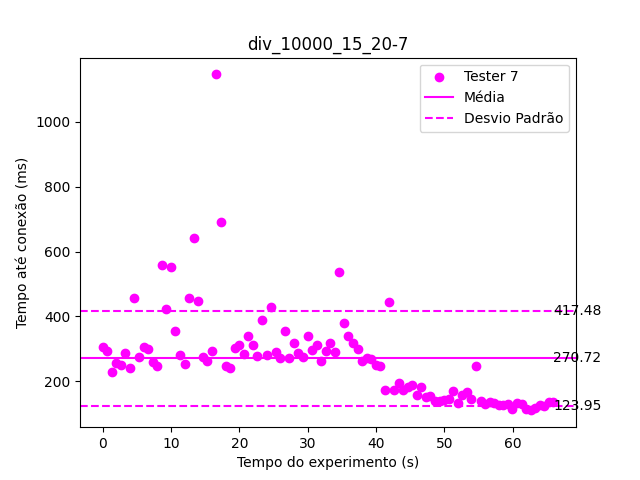 div_10000_15_20-7
Tester 7
Média
Desvio Padrão
Tempo até conexão (ms)
1000
800
600
400
200
417.48
270.72
123.95
0 10 20 30 40 50 60
Tempo do experimento (s)